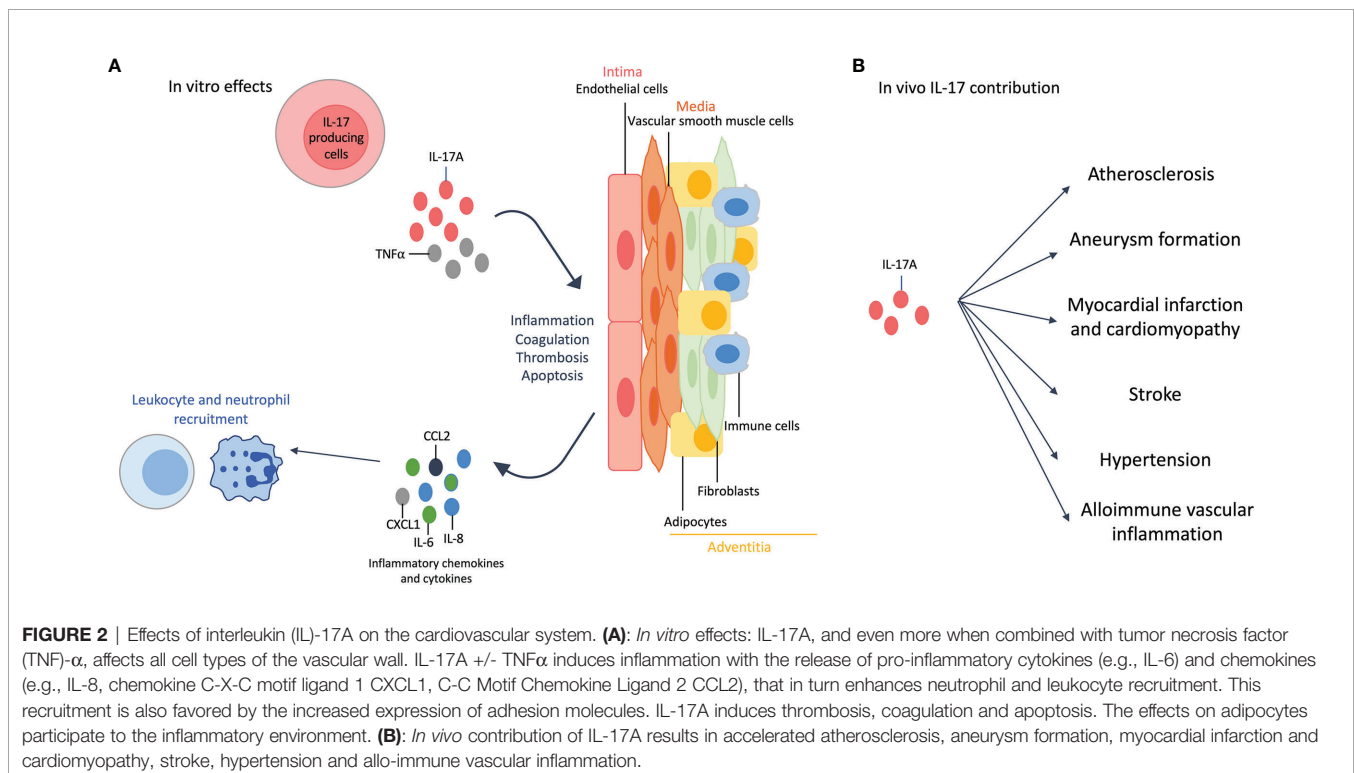 A
In vitro effects
IL-17
producing
cells
IL-17A
TNFα
Intima
Endothelial cells
Media
Vascular smooth muscle cells
Inflammation
Coagulation
Thrombosis
Apoptosis
Leukocyte and neutrophil
recruitment
CCL2
CXCL1
IL-6
IL-8
Inflammatory chemokines
and cytokines
Immune cells
Fibroblasts
Adipocytes
Adventitia
B
In vivo IL-17 contribution
IL-17A
Atherosclerosis
Aneurysm formation
Myocardial infarction
and cardiomyopathy
Stroke
Hypertension
Alloimmune vascular
inflammation
FIGURE 2 | Effects of interleukin (IL)-17A on the cardiovascular system. (A): In vitro effects: IL-17A, and even more when combined with tumor necrosis factor
(TNF)-α, affects all cell types of the vascular wall. IL-17A +/- TNFα induces inflammation with the release of pro-inflammatory cytokines (e.g., IL-6) and chemokines
(e.g., IL-8, chemokine C-X-C motif ligand 1 CXCL1, C-C Motif Chemokine Ligand 2 CCL2), that in turn enhances neutrophil and leukocyte recruitment. This
recruitment is also favored by the increased expression of adhesion molecules. IL-17A induces thrombosis, coagulation and apoptosis. The effects on adipocytes
participate to the inflammatory environment. (B): In vivo contribution of IL-17A results in accelerated atherosclerosis, aneurysm formation, myocardial infarction and
cardiomyopathy, stroke, hypertension and allo-immune vascular inflammation.